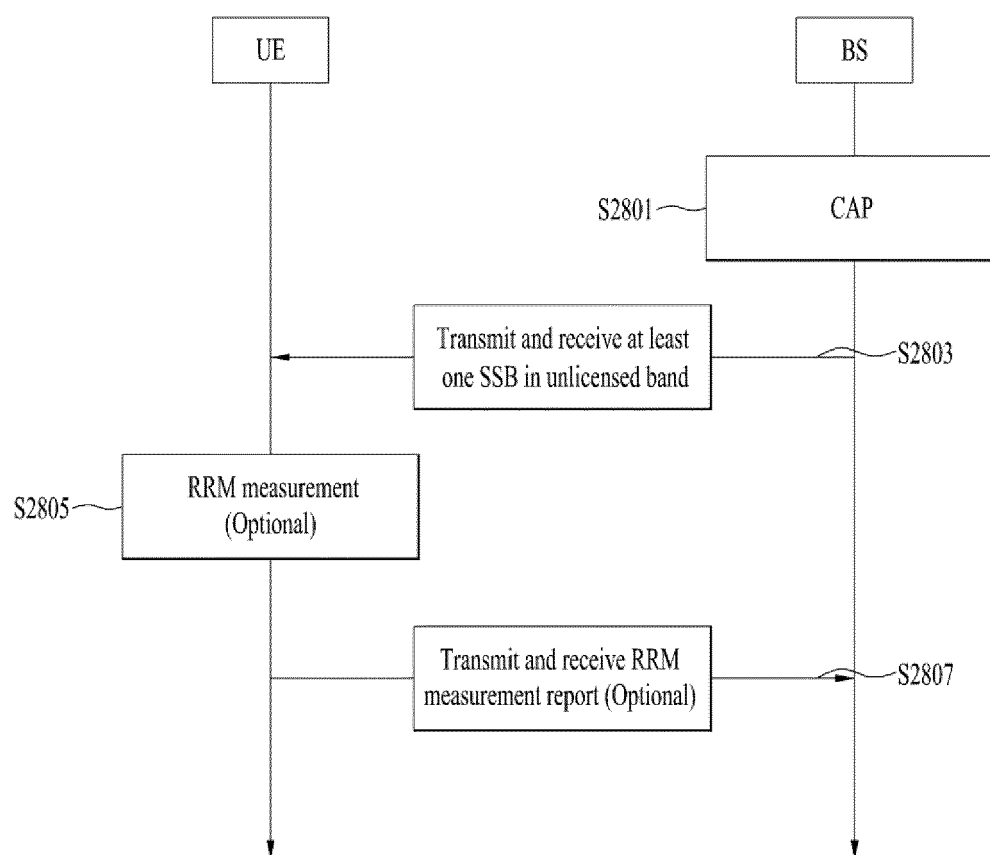 UE
BS
CAP
S2801
Transmit and receive at least
one SSB in unlicensed band
S2803
RRM measurement
(Optional)
S2805
Transmit and receive RRM
measurement report (Optional)
S2807